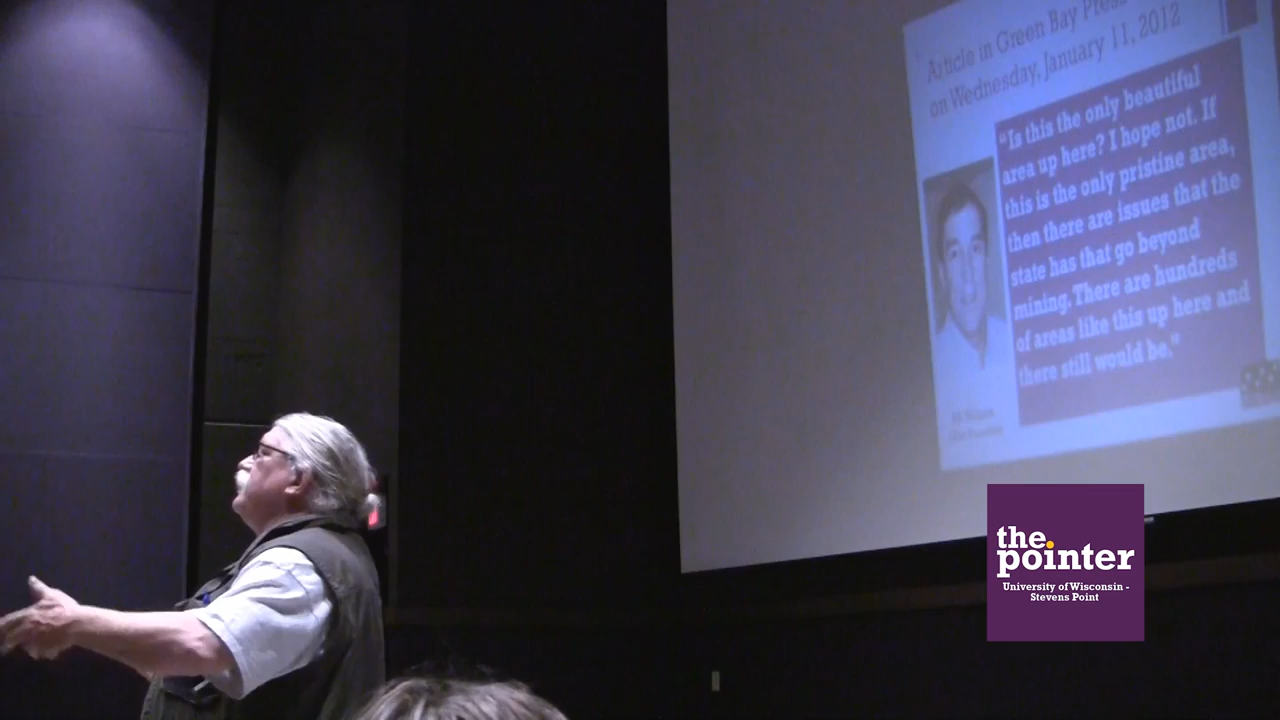 Article in Green Bay Press
on Wednesday, January 11, 2012
“Is this the only beautiful
area up here? I hope not. If
this is the only pristine area,
then there are issues that the
state has that go beyond
mining. There are hundreds
of areas like this up here and
there still would be.”
the
pointer
University of Wisconsin -
Stevens Point